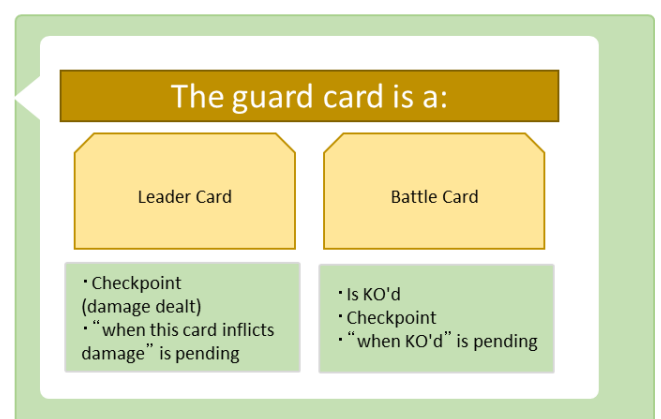 The guard card is a:
Leader Card
Battle Card
・Checkpoint
(damage dealt)
・“when this card inflicts
damage” is pending
・Is KO'd
・Checkpoint
・“when KO'd” is pending